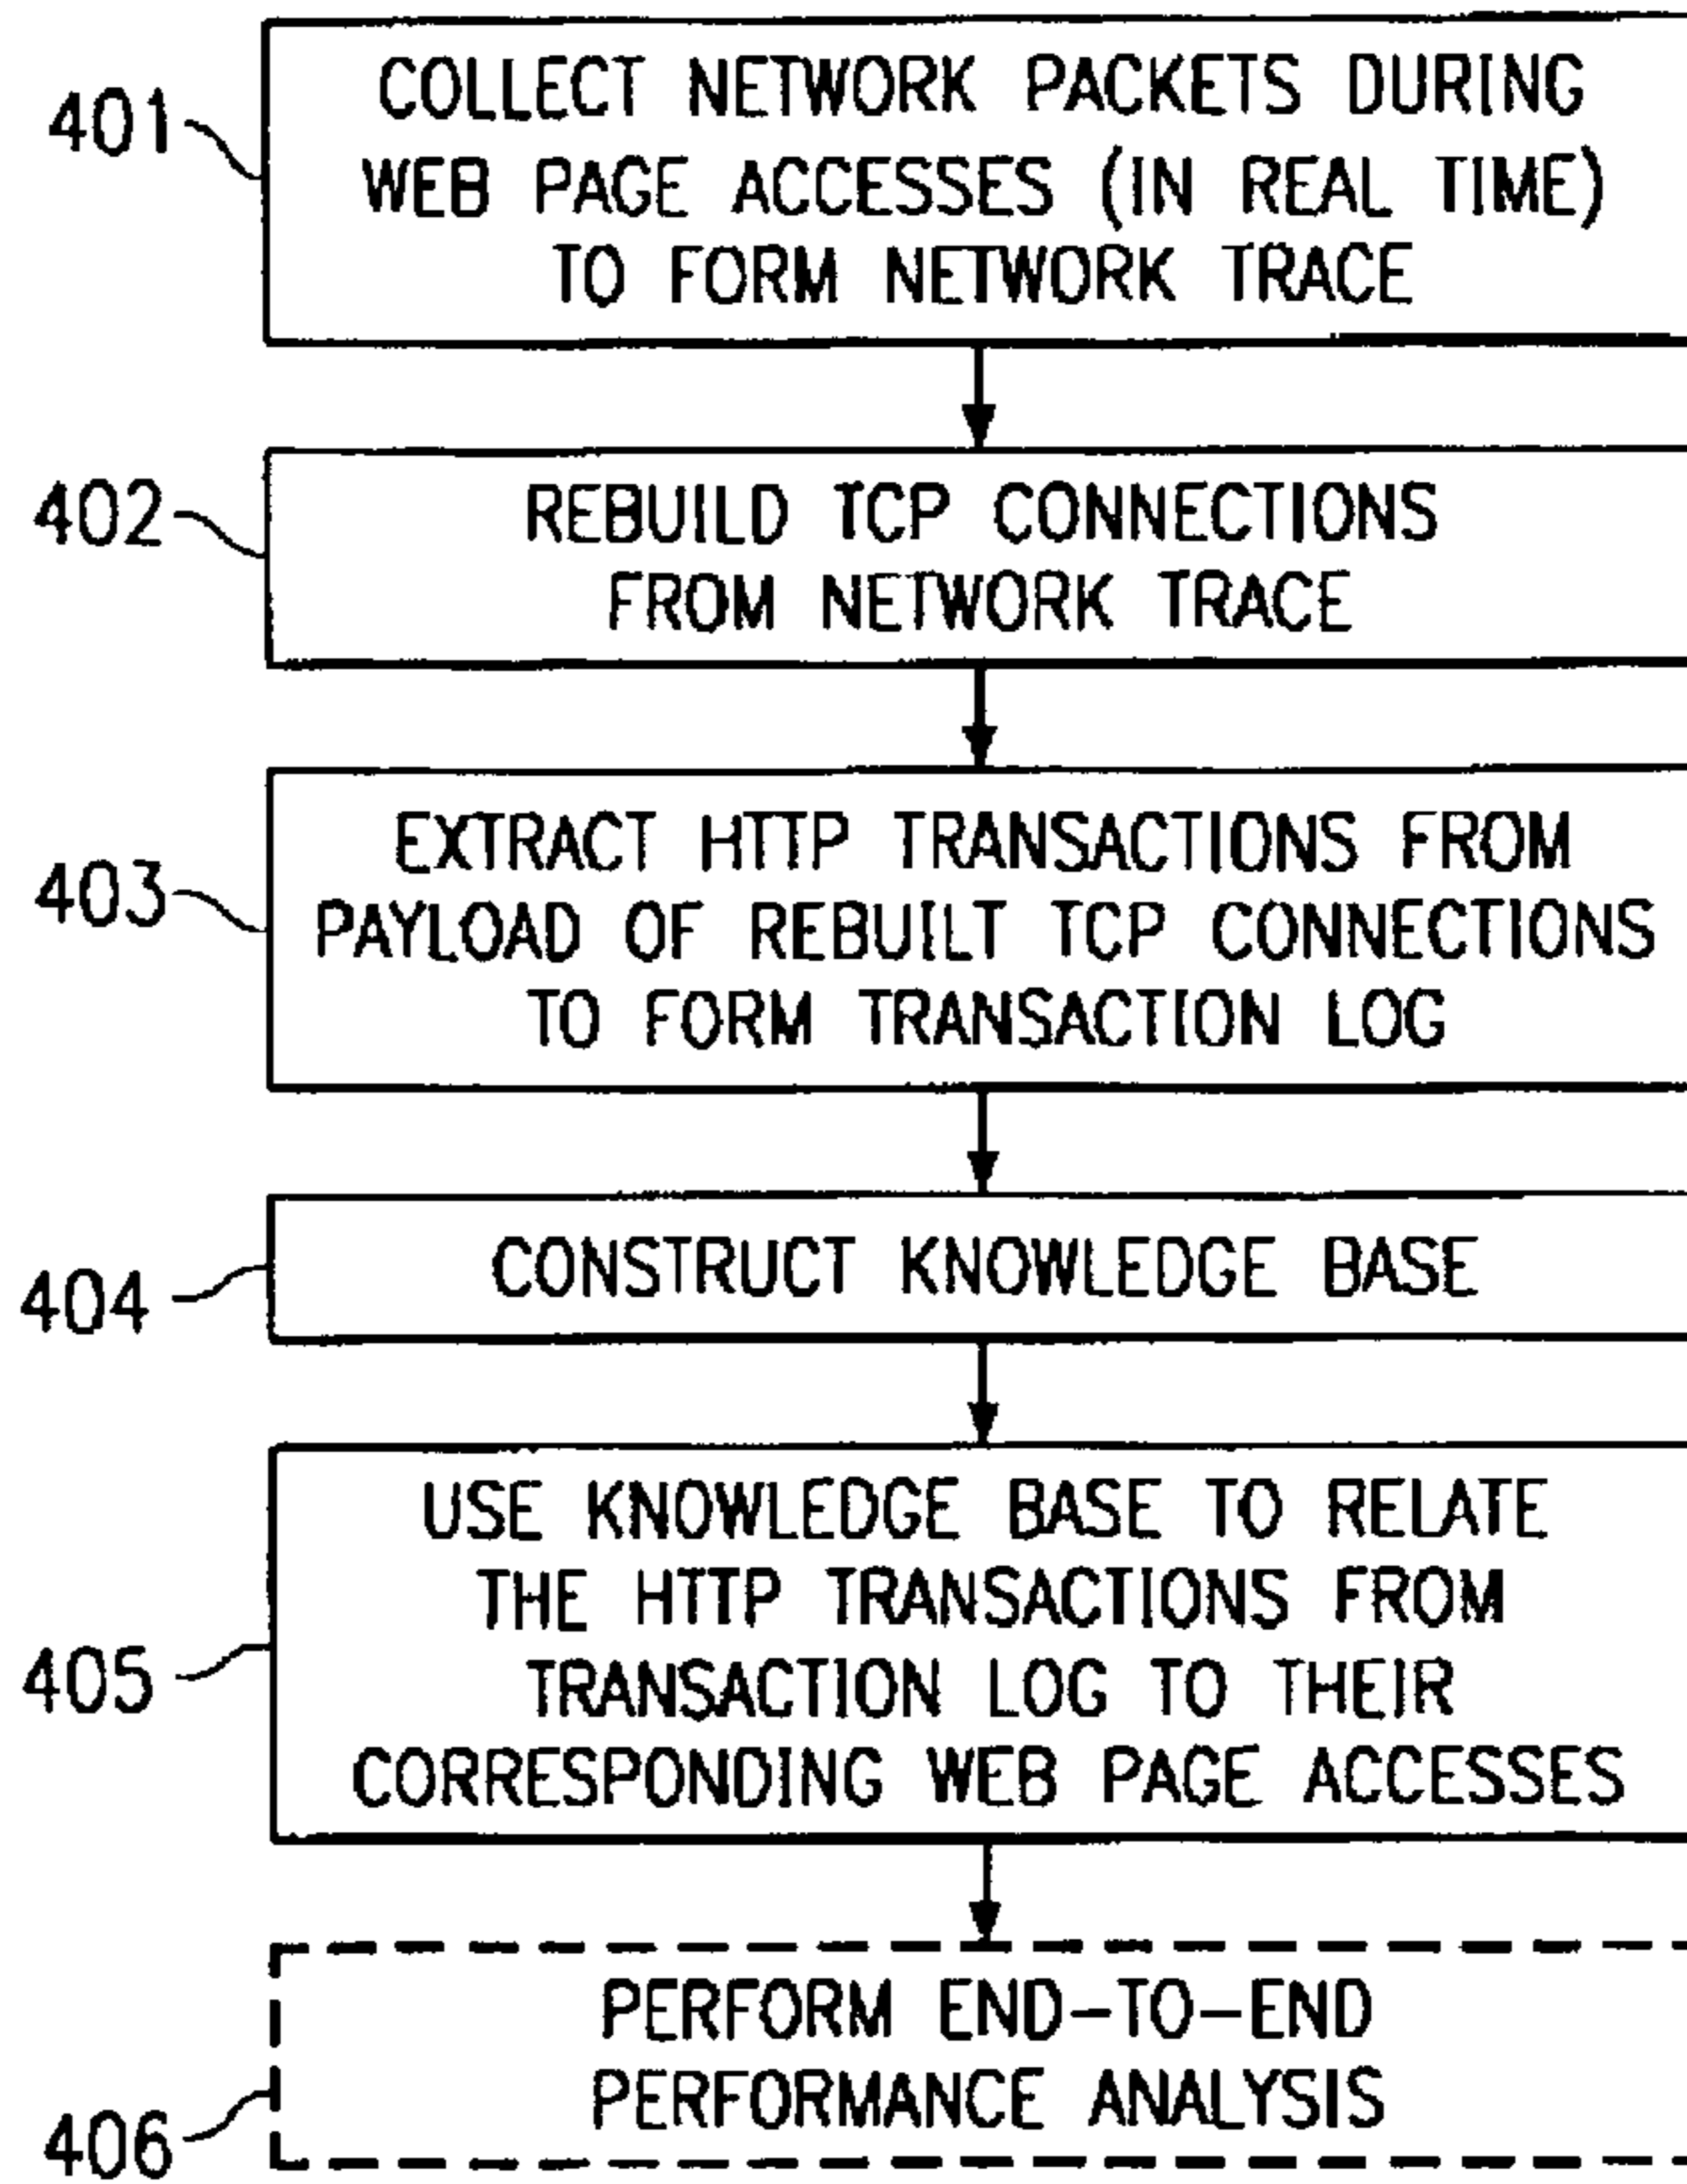 401
COLLECT NETWORK PACKETS DURING
WEB PAGE ACCESSES (IN REAL TIME)
TO FORM NETWORK TRACE
402
REBUILD TCP CONNECTIONS
FROM NETWORK TRACE
403
EXTRACT HTTP TRANSACTIONS FROM
PAYLOAD OF REBUILT TCP CONNECTIONS
TO FORM TRANSACTION LOG
404
CONSTRUCT KNOWLEDGE BASE
405
USE KNOWLEDGE BASE TO RELATE
THE HTTP TRANSACTIONS FROM
TRANSACTION LOG TO THEIR
CORRESPONDING WEB PAGE ACCESSES
406
PERFORM END-TO-END
PERFORMANCE ANALYSIS